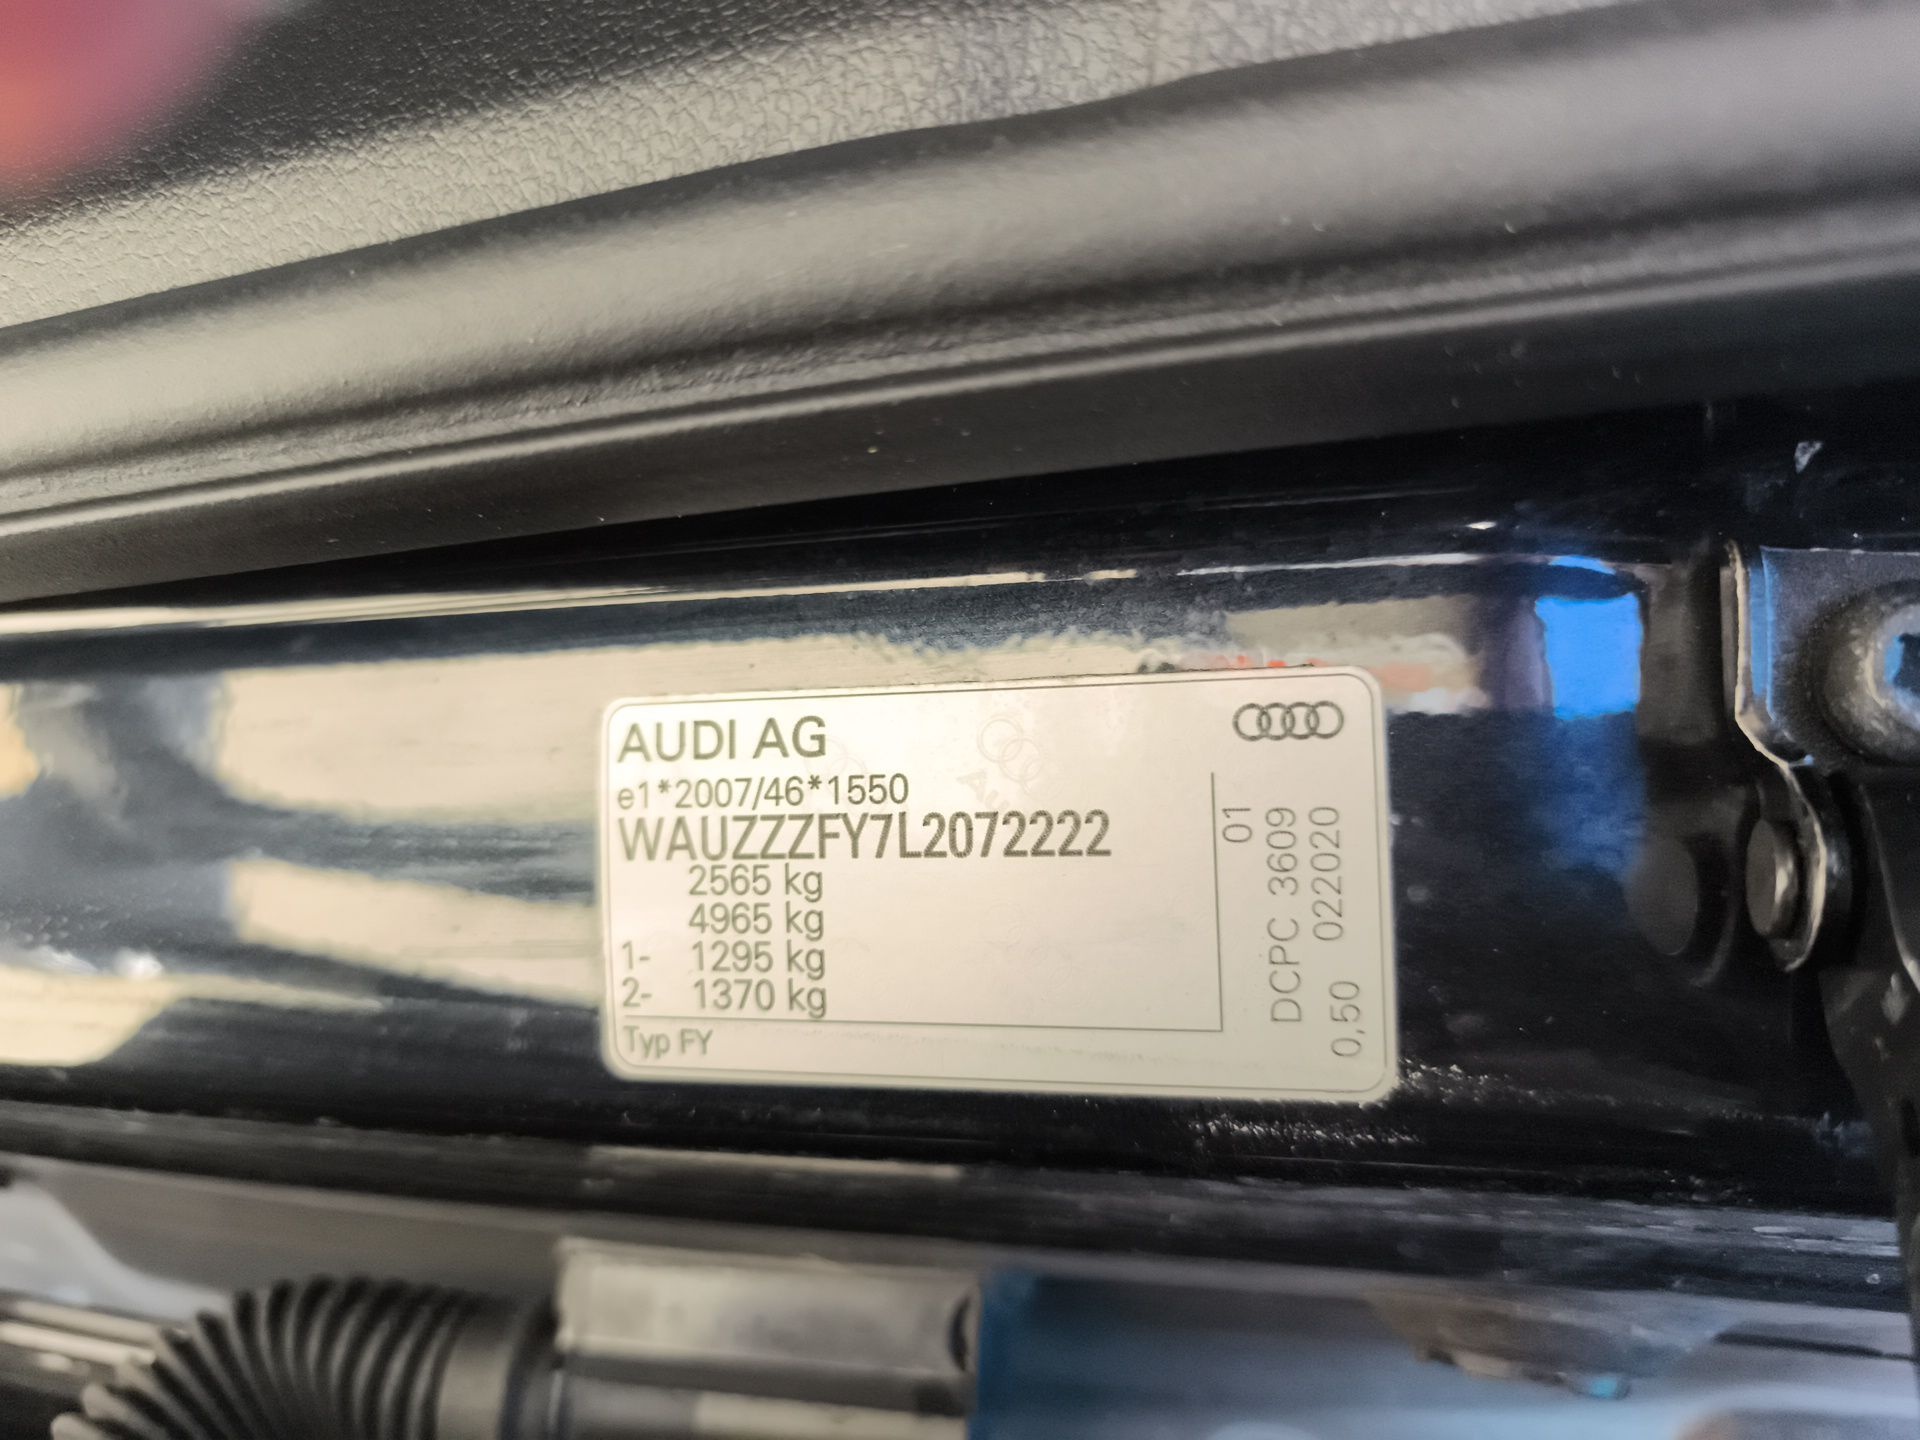 AUDI AG
e1*2007/46*1550
WAUZZZFY7L2072222
2565 kg
4965 kg
1- 1295 kg
2- 1370 kg
Typ FY
01
DCPC 3609
0,50 022020